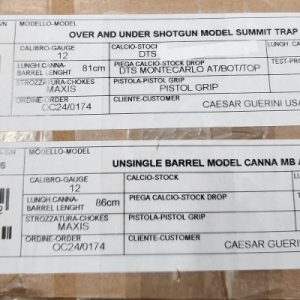 MODELLO-MODEL
OVER AND UNDER SHOTGUN MODEL SUMMIT TRAP
CALIBRO-GAUGE
12
CALCIO-STOCK
DTS
LUNGH.CANNA-
BARREL LENGHT 81cm
PIEGA CALCIO-STOCK DROP
DTS MONTECARLO AT/BOT/TOP
STROZZATURA-CHOKES
MAXIS
PISTOLA-PISTOL GRIP
PISTOL GRIP
ORDINE-ORDER
OC24/0174
CLIENTE-CUSTOMER
CAESAR GUERINI USA
MODELLO-MODEL
UNSINGLE BARREL MODEL CANNA MB
CALIBRO-GAUGE
12
CALCIO-STOCK
LUNGH.CANNA-
BARREL LENGHT 86cm
PIEGA CALCIO-STOCK DROP
STROZZATURA-CHOKES
MAXIS
PISTOLA-PISTOL GRIP
ORDINE-ORDER
OC24/0174
CLIENTE-CUSTOMER
CAESAR GUERINI